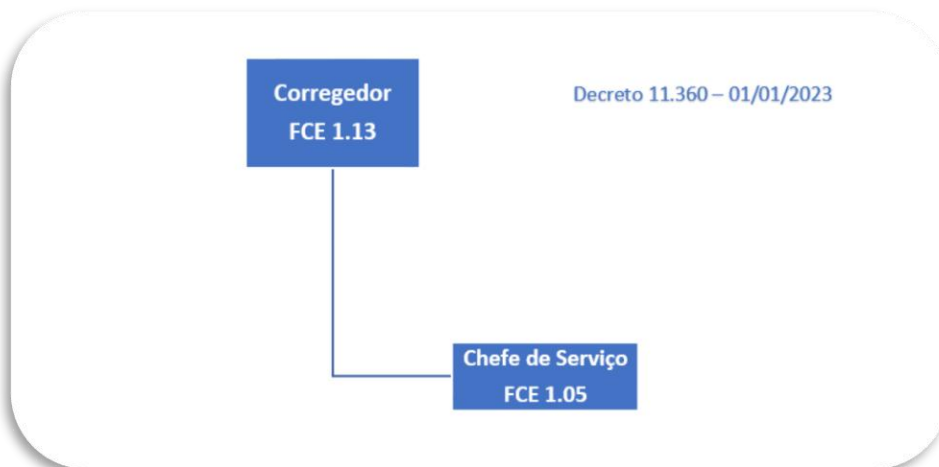 Corregedor
FCE 1.13
Decreto 11.360 – 01/01/2023
Chefe de Serviço
FCE 1.05